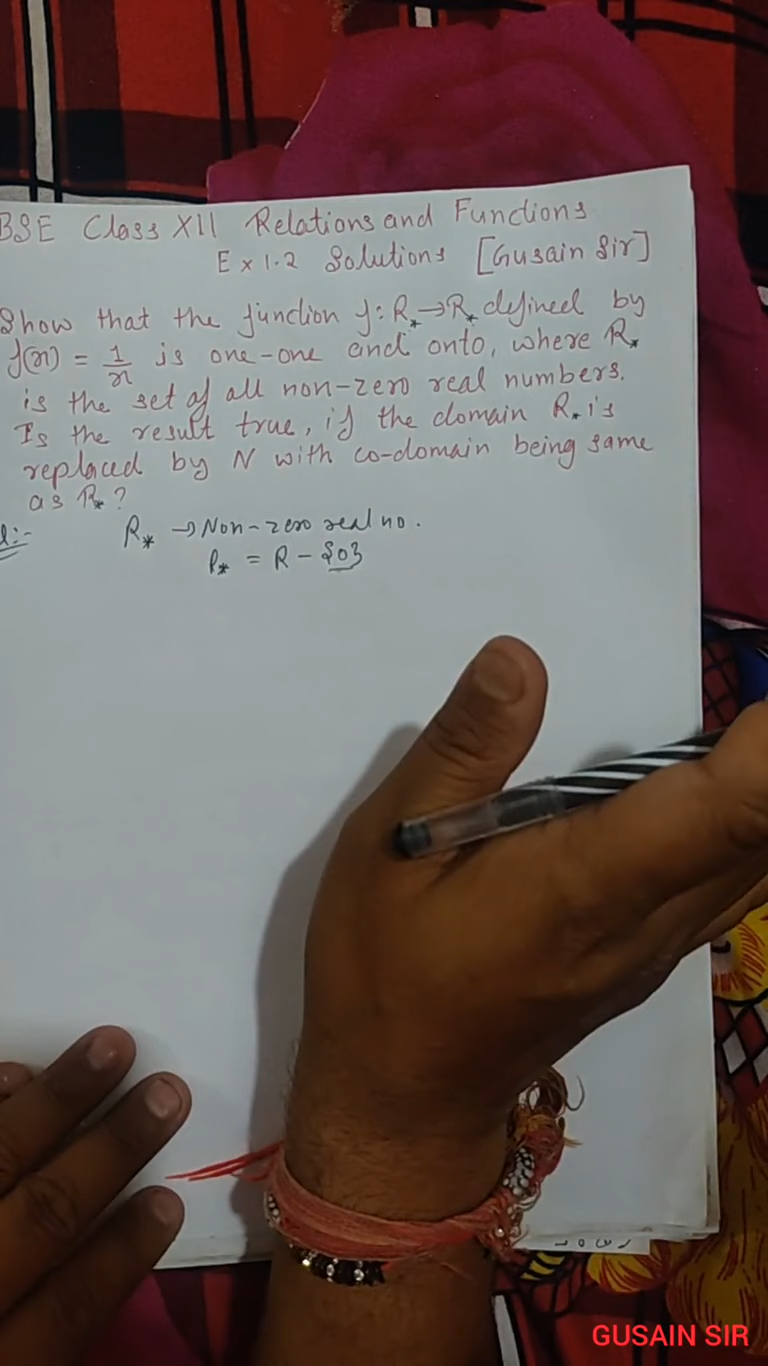 BSE Class XII Relations and Functions
Ex 1.2 Solutions [Gusain Sir]
Show that the function f: R* → R* defined by
f(x) = 1/x is one-one and onto, where R*
is the set of all non-zero real numbers.
Is the result true, if the domain R* is
replaced by N with co-domain being same
as R*?
l:- R* → Non-zero real no.
R* = R - {0}
GUSAIN SIR